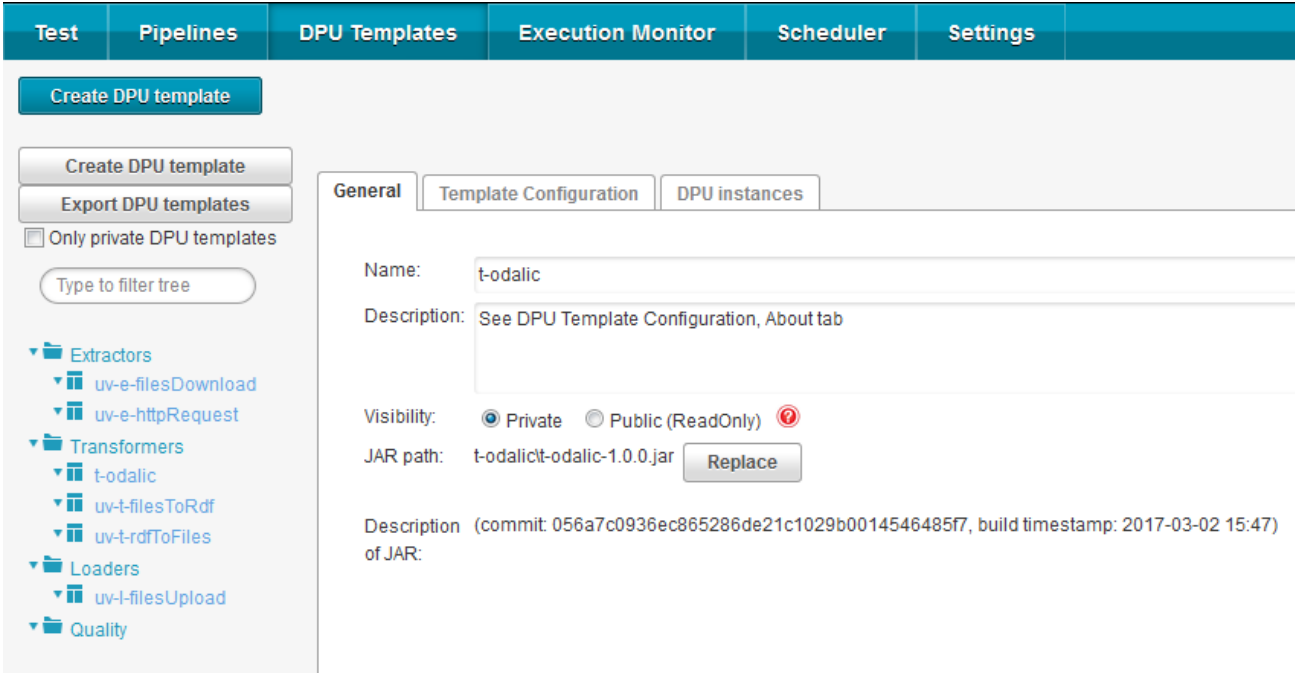 Test Pipelines DPU Templates Execution Monitor Scheduler Settings
Create DPU template
Create DPU template
Export DPU templates
Only private DPU templates
Type to filter tree
Extractors
uv-e-filesDownload
uv-e-httpRequest
Transformers
t-odalic
uv-t-filesToRdf
uv-t-rdfToFiles
Loaders
uv-l-filesUpload
Quality
General Template Configuration DPU instances
Name: t-odalic
Description: See DPU Template Configuration, About tab
Visibility: Private Public (ReadOnly) ?
JAR path: t-odalic\t-odalic-1.0.0.jar Replace
Description (commit: 056a7c0936ec865286de21c1029b0014546485f7, build timestamp: 2017-03-02 15:47)
of JAR: